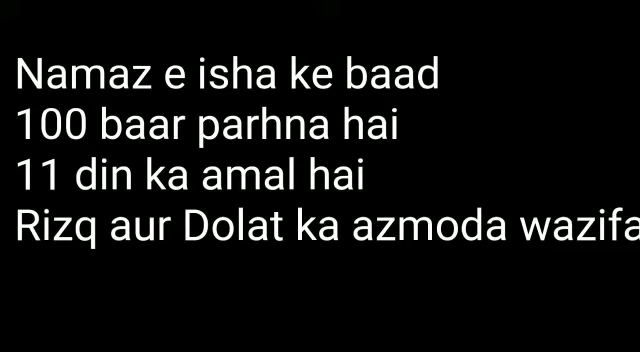 Namaz e isha ke baad
100 baar parhna hai
11 din ka amal hai
Rizq aur Dolat ka azmoda wazifa